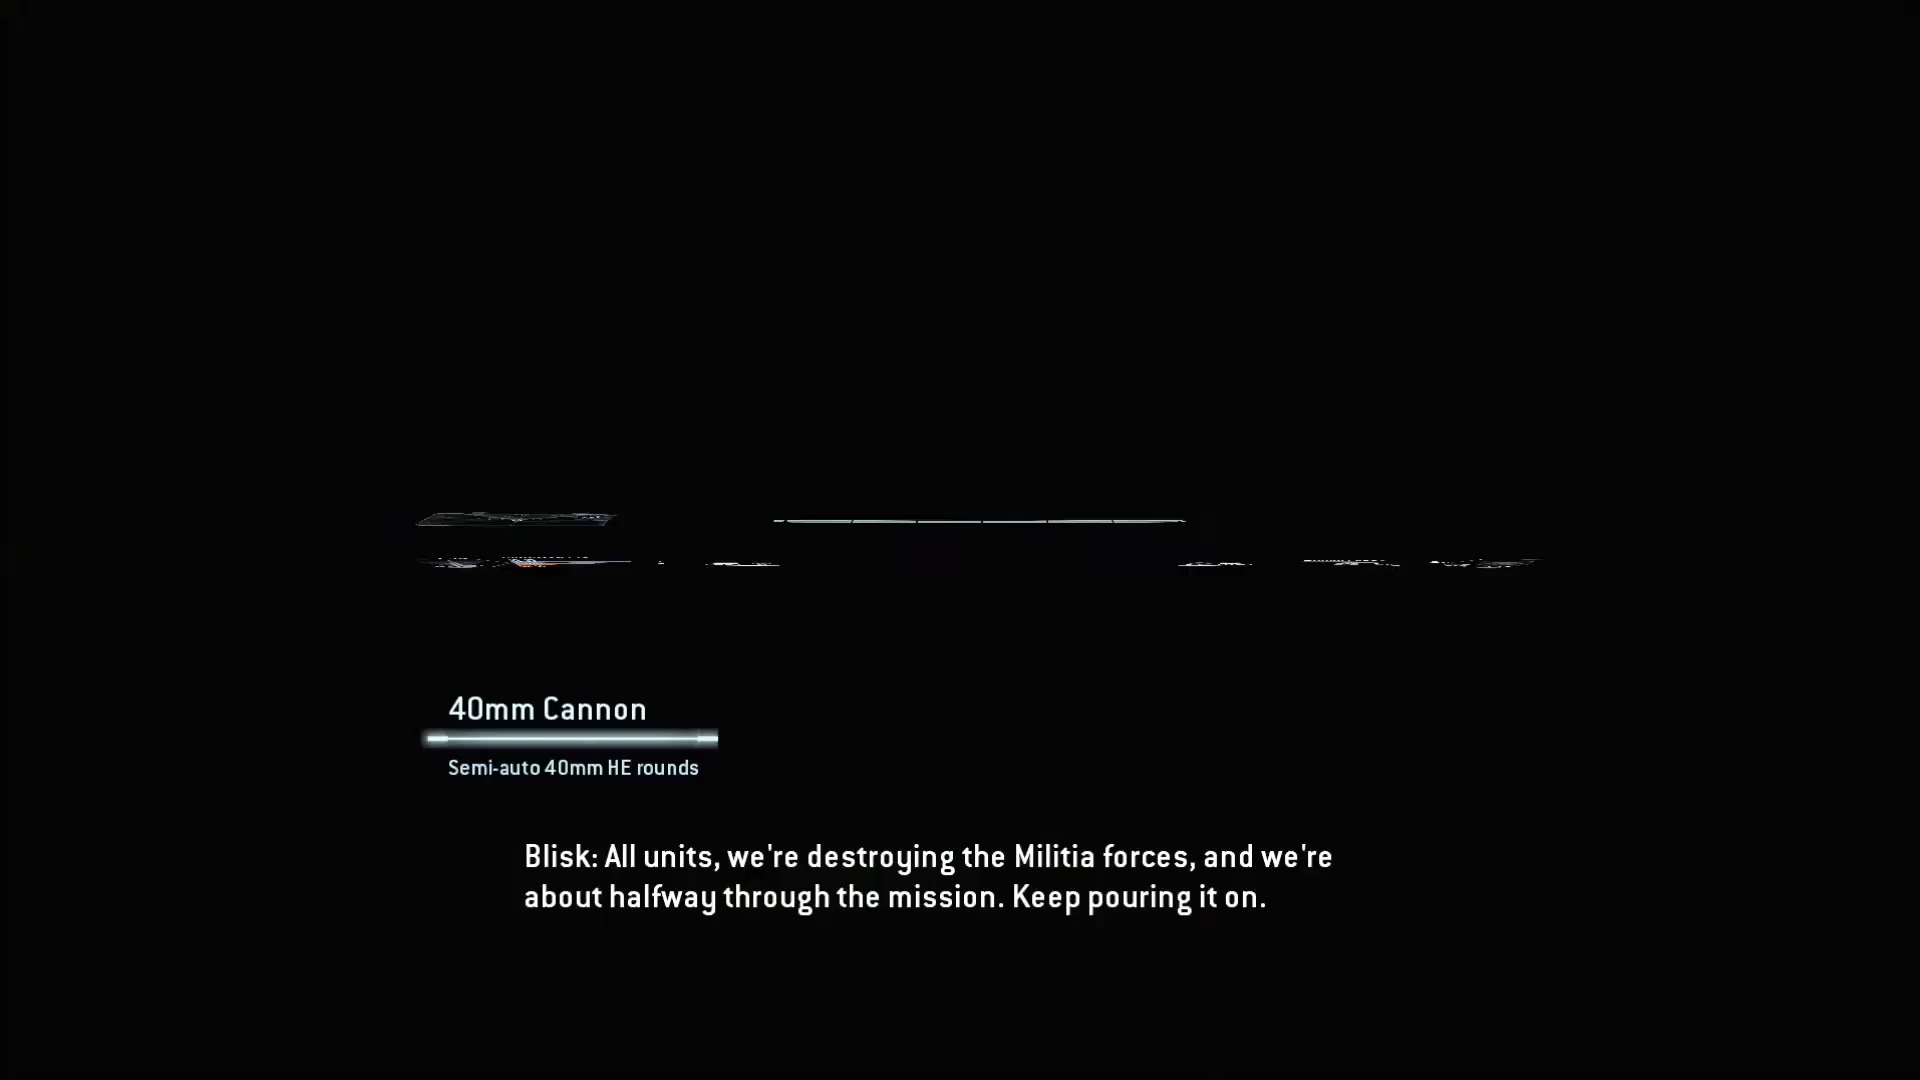 40mm Cannon
Semi-auto 40mm HE rounds
Blisk: All units, we're destroying the Militia forces, and we're
about halfway through the mission. Keep pouring it on.